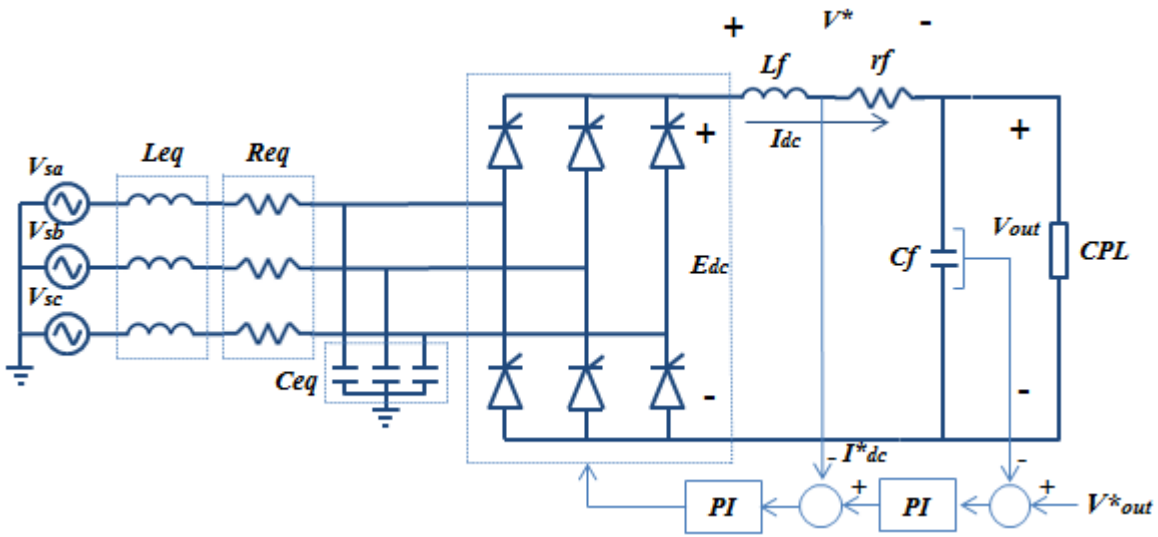 + V* -
Lf rf
Idc
Leq Req
Vsa
Vsb
Vsc
Ceq
+
Edc
-
+
Vout
Cf CPL
-
- I*dc
-
PI + PI +
V*out